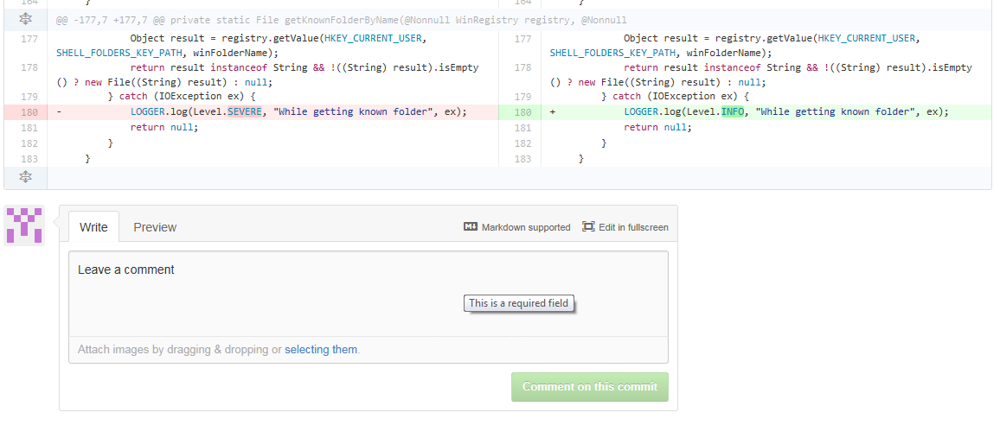 164 } 164 }
@@ -177,7 +177,7 @@ private static File getKnownFolderByName(@Nonnull WinRegistry registry, @Nonnull
177 Object result = registry.getValue(HKEY_CURRENT_USER,
SHELL_FOLDERS_KEY_PATH, winFolderName);
178 return result instanceof String && !((String) result).isEmpty
() ? new File((String) result) : null;
179 } catch (IOException ex) {
180 - LOGGER.log(Level.SEVERE, "While getting known folder", ex);
181 return null;
182 }
183 }
177 Object result = registry.getValue(HKEY_CURRENT_USER,
SHELL_FOLDERS_KEY_PATH, winFolderName);
178 return result instanceof String && !((String) result).isEmpty
() ? new File((String) result) : null;
179 } catch (IOException ex) {
180 + LOGGER.log(Level.INFO, "While getting known folder", ex);
181 return null;
182 }
183 }
Write Preview Markdown supported Edit in fullscreen
Leave a comment
This is a required field
Attach images by dragging & dropping or selecting them.
Comment on this commit